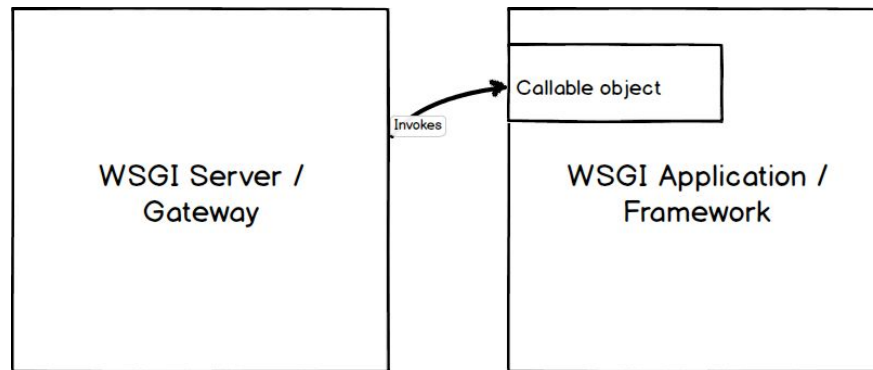 Callable object
Invokes
WSGI Server /
Gateway
WSGI Application /
Framework